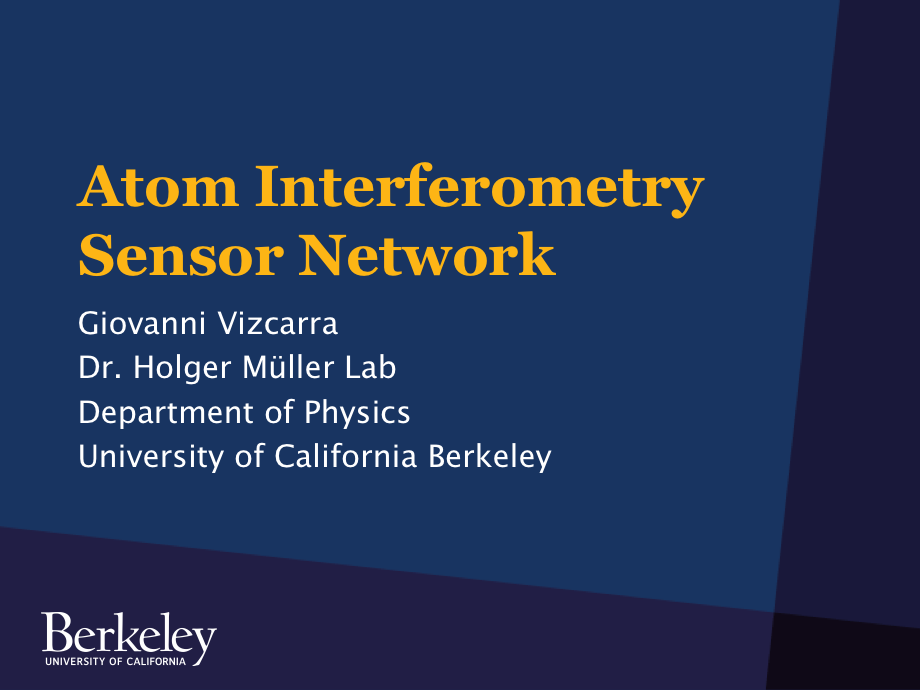 Atom Interferometry
Sensor Network
Giovanni Vizcarra
Dr. Holger Müller Lab
Department of Physics
University of California Berkeley
Berkeley
UNIVERSITY OF CALIFORNIA